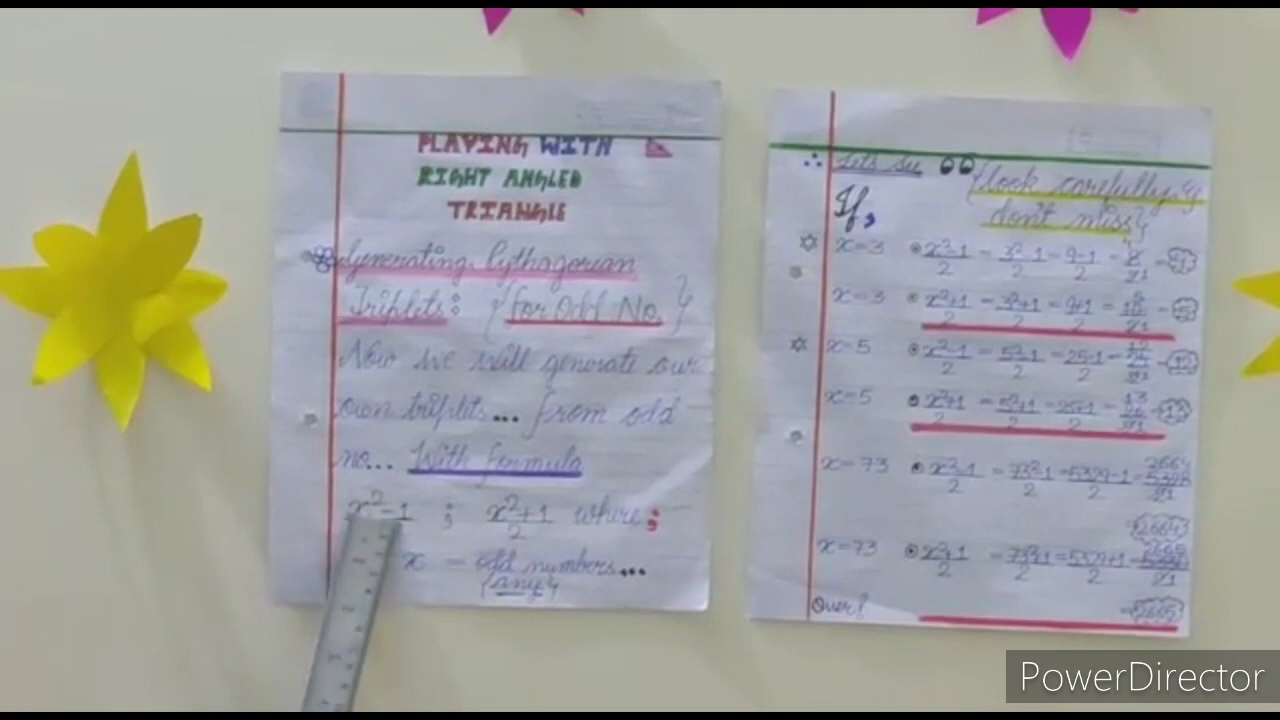 PLAYING WITH
RIGHT ANGLED
TRIANGLE
Generating Pythagorian
Triplets: {for Odd No.}
Now we will generate our
own triplets... from odd
no... With formula
x²-1 ; x²+1/2 where;
x = odd numbers...
{any}
∴ Lets See {look carefully
don't miss}
If,
x=3 x²-1/2 = 3²-1/2 = 9-1/2 = 8/2 = 4
x=3 x²+1/2 = 3²+1/2 = 9+1/2 = 10/2 = 5
x=5 x²-1/2 = 5²-1/2 = 25-1/2 = 24/2 = 12
x=5 x²+1/2 = 5²+1/2 = 25+1/2 = 26/2 = 13
x=73 x²-1/2 = 73²-1/2 = 5329-1/2 = 5328/2
=2664
x=73 x²+1/2 = 73²+1/2 = 5329+1/2
Over! =2665
PowerDirector